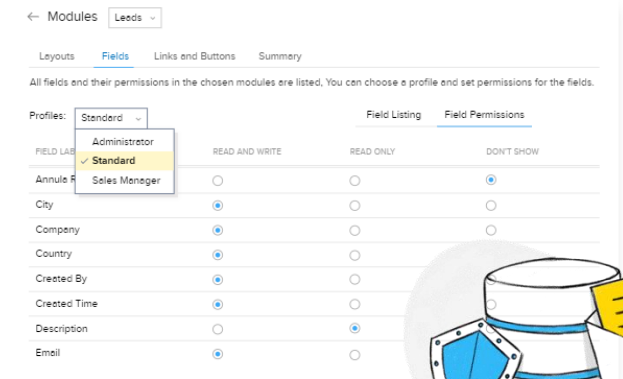 ← Modules Leads
Layouts Fields Links and Buttons Summary
All fields and their permissions in the chosen modules are listed, You can choose a profile and set permissions for the fields.
Profiles: Standard Field Listing Field Permissions
Administrator
✓ Standard
Sales Manager
FIELD READ AND WRITE READ ONLY DON'T SHOW
Annula
City
Company
Country
Created By
Created Time
Description
Email